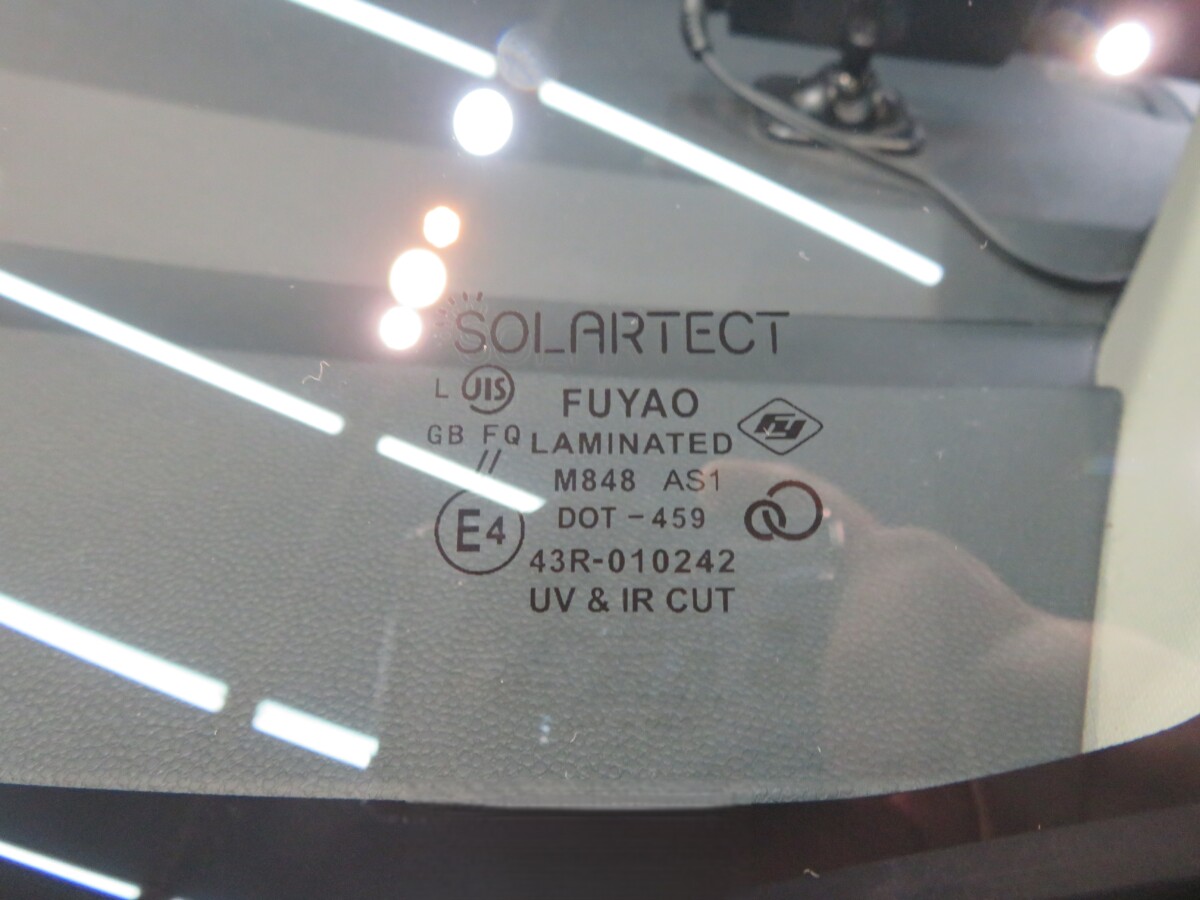 SOLARTECT
L JIS
FUYAO
GB FQ LAMINATED
//
M848 AS1
DOT - 459
E4
43R-010242
UV & IR CUT